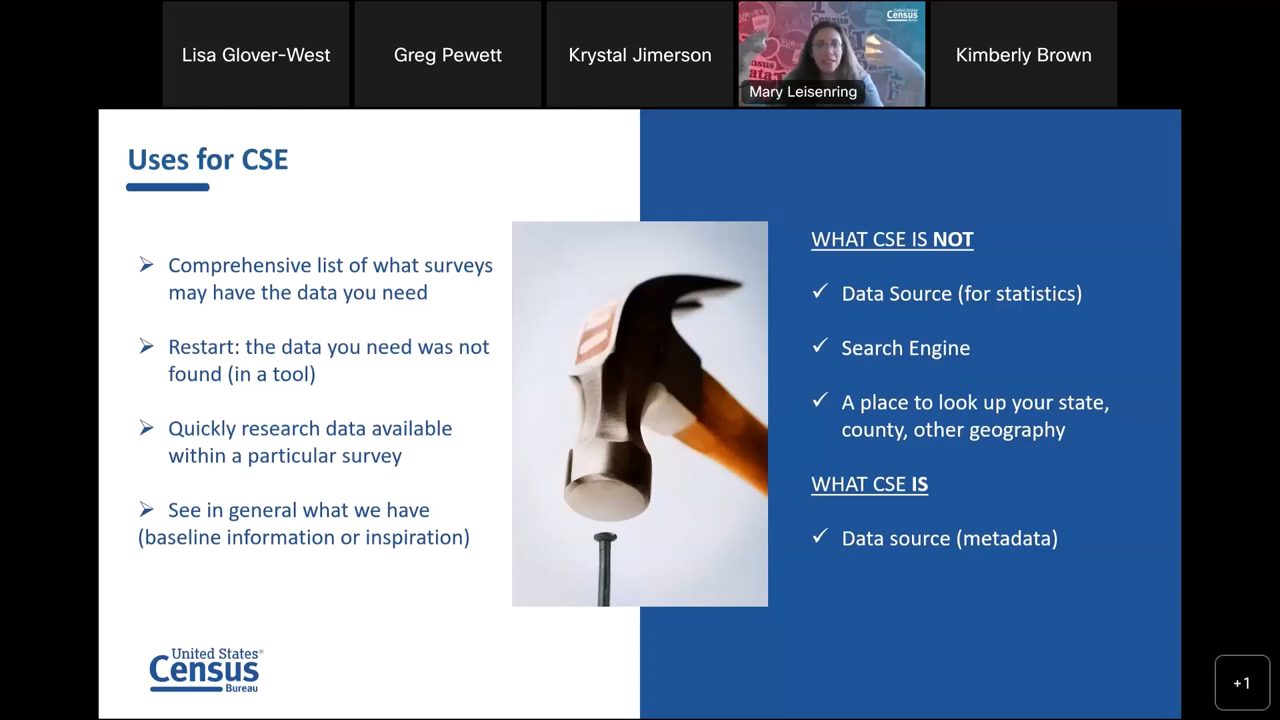 Lisa Glover-West
Greg Pewett
Krystal Jimerson
United States®
Census
Mary Leisenring
Kimberly Brown
Uses for CSE
➢ Comprehensive list of what surveys
may have the data you need
➢ Restart: the data you need was not
found (in a tool)
➢ Quickly research data available
within a particular survey
➢ See in general what we have
(baseline information or inspiration)
WHAT CSE IS NOT
✓ Data Source (for statistics)
✓ Search Engine
✓ A place to look up your state,
county, other geography
WHAT CSE IS
✓ Data source (metadata)
United States®
Census
Bureau
+1